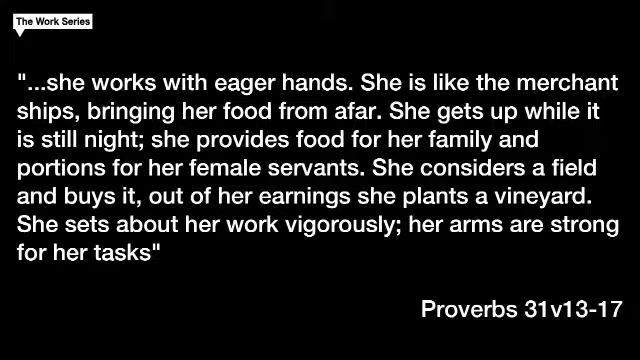 The Work Series
"...she works with eager hands. She is like the merchant
ships, bringing her food from afar. She gets up while it
is still night; she provides food for her family and
portions for her female servants. She considers a field
and buys it, out of her earnings she plants a vineyard.
She sets about her work vigorously; her arms are strong
for her tasks"
Proverbs 31v13-17